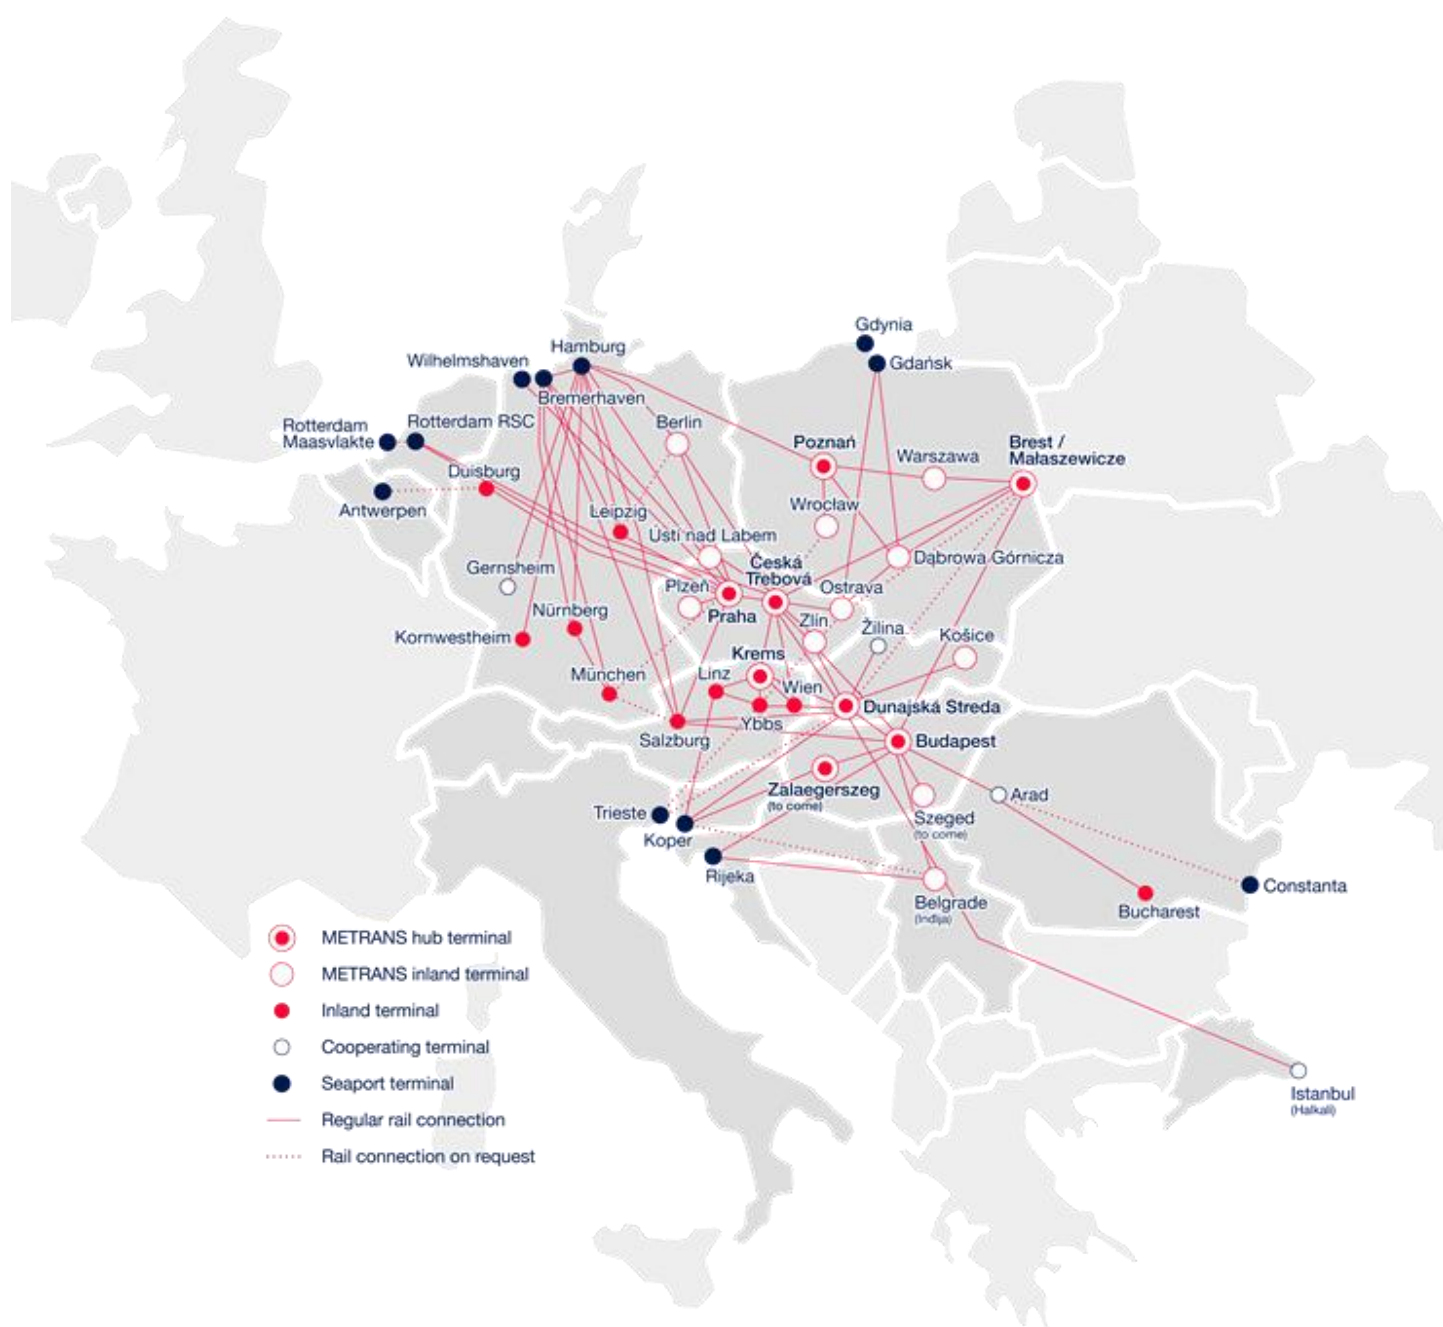 Gdynia
Gdańsk
Hamburg
Wilhelmshaven
Bremerhaven
Rotterdam
Maasvlakte
Rotterdam RSC
Berlin
Poznań
Warszawa
Brest /
Małaszewicze
Duisburg
Antwerpen
Leipzig
Wrocław
Ústí nad Labem
Gernsheim
Česká
Třebová
Dąbrowa Górnicza
Plzeň
Praha
Ostrava
Nürnberg
Kornwestheim
Zlín
Žilina
Košice
Krems
München
Linz
Wien
Dunajská Streda
Ybbs
Salzburg
Budapest
Zalaegerszeg
(to come)
Arad
Trieste
Koper
Szeged
(to come)
Rijeka
Belgrade
(Inđija)
Constanta
Bucharest
METRANS hub terminal
METRANS inland terminal
Inland terminal
Cooperating terminal
Seaport terminal
Regular rail connection
Rail connection on request
Istanbul
(Halkali)